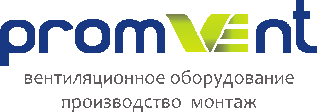 promvent
вентиляционное оборудование
производство монтаж